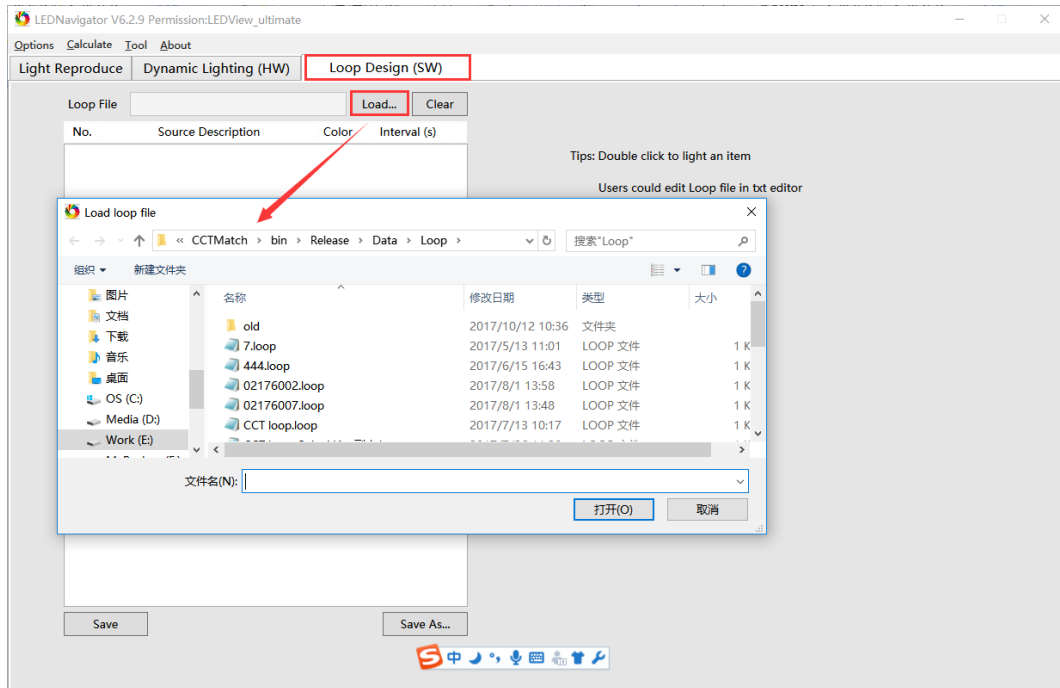 LEDNavigator V6.2.9 Permission:LEDView_ultimate
Options Calculate Tool About
Light Reproduce Dynamic Lighting (HW) Loop Design (SW)
Loop File Load... Clear
No. Source Description Color Interval (s)
Tips: Double click to light an item
Users could edit Loop file in txt editor
Load loop file
« CCTMatch › bin › Release › Data › Loop › 搜索"Loop"
组织 新建文件夹
图片
文档
下载
音乐
桌面
OS (C:)
Media (D:)
Work (E:)
名称 修改日期 类型 大小
old 2017/10/12 10:36 文件夹
7.loop 2017/5/13 11:01 LOOP 文件 1 K
444.loop 2017/6/15 16:43 LOOP 文件 1 K
02176002.loop 2017/8/1 13:58 LOOP 文件 1 K
02176007.loop 2017/8/1 13:48 LOOP 文件 1 K
CCT loop.loop 2017/7/13 10:17 LOOP 文件 1 K
文件名(N):
打开(O) 取消
Save Save As...
中